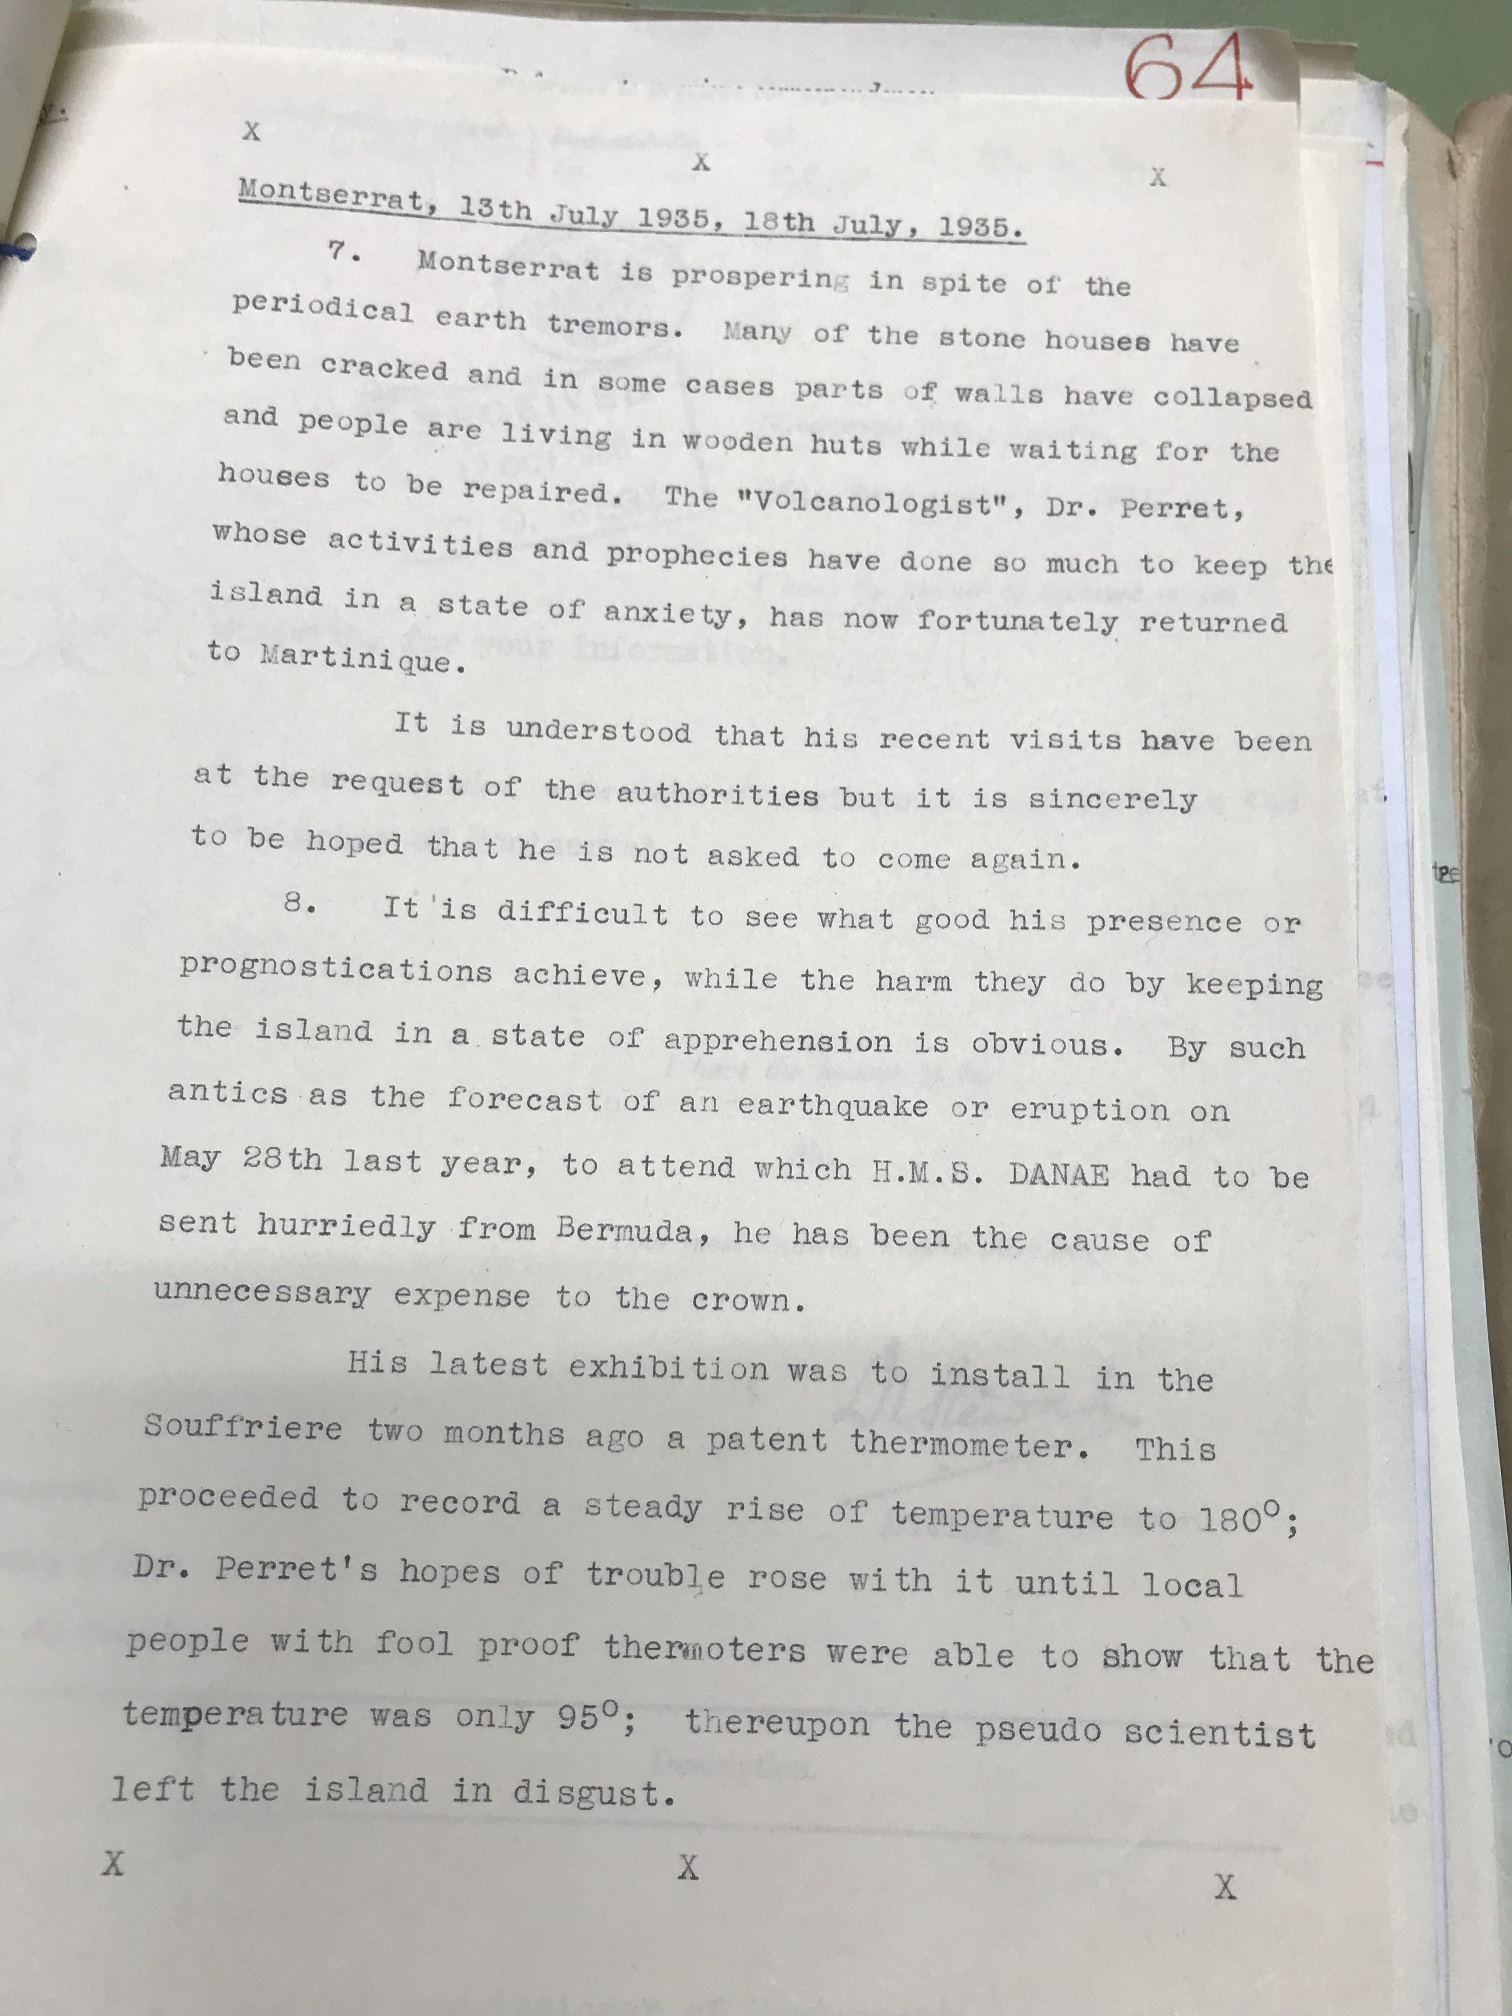 64
X X X
Montserrat, 13th July 1935, 18th July, 1935.
7. Montserrat is prospering in spite of the
periodical earth tremors. Many of the stone houses have
been cracked and in some cases parts of walls have collapsed
and people are living in wooden huts while waiting for the
houses to be repaired. The "Volcanologist", Dr. Perret,
whose activities and prophecies have done so much to keep the
island in a state of anxiety, has now fortunately returned
to Martinique.
It is understood that his recent visits have been
at the request of the authorities but it is sincerely
to be hoped that he is not asked to come again.
8. It is difficult to see what good his presence or
prognostications achieve, while the harm they do by keeping
the island in a state of apprehension is obvious. By such
antics as the forecast of an earthquake or eruption on
May 28th last year, to attend which H.M.S. DANAE had to be
sent hurriedly from Bermuda, he has been the cause of
unnecessary expense to the crown.
His latest exhibition was to install in the
Souffriere two months ago a patent thermometer. This
proceeded to record a steady rise of temperature to 180°;
Dr. Perret's hopes of trouble rose with it until local
people with fool proof thermoters were able to show that the
temperature was only 95°; thereupon the pseudo scientist
left the island in disgust.
X X X